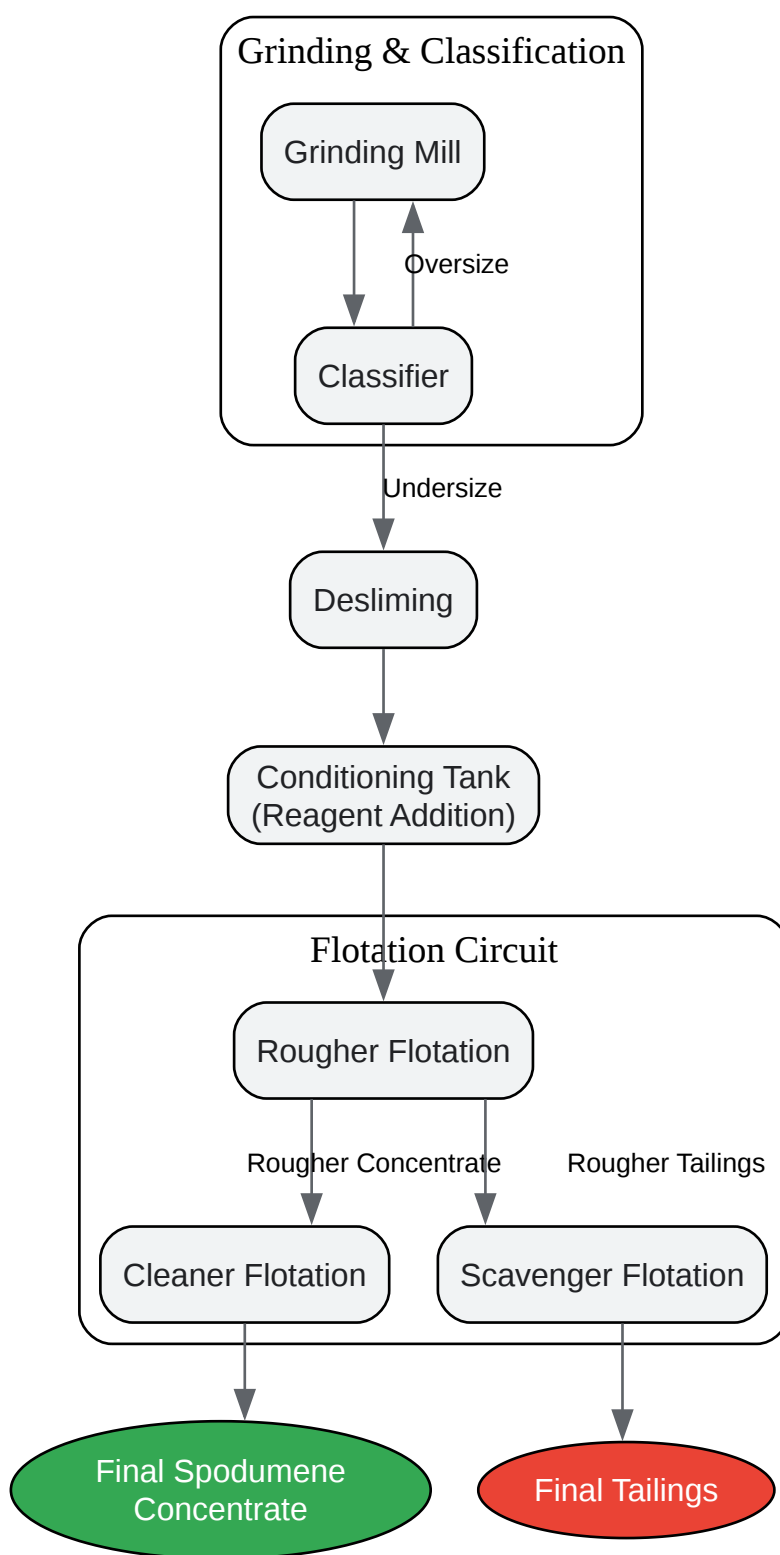 Grinding & Classification
Grinding Mill
Oversize
Classifier
Undersize
Desliming
Conditioning Tank
(Reagent Addition)
Flotation Circuit
Rougher Flotation
Rougher Concentrate
Rougher Tailings
Cleaner Flotation
Scavenger Flotation
Final Spodumene
Concentrate
Final Tailings